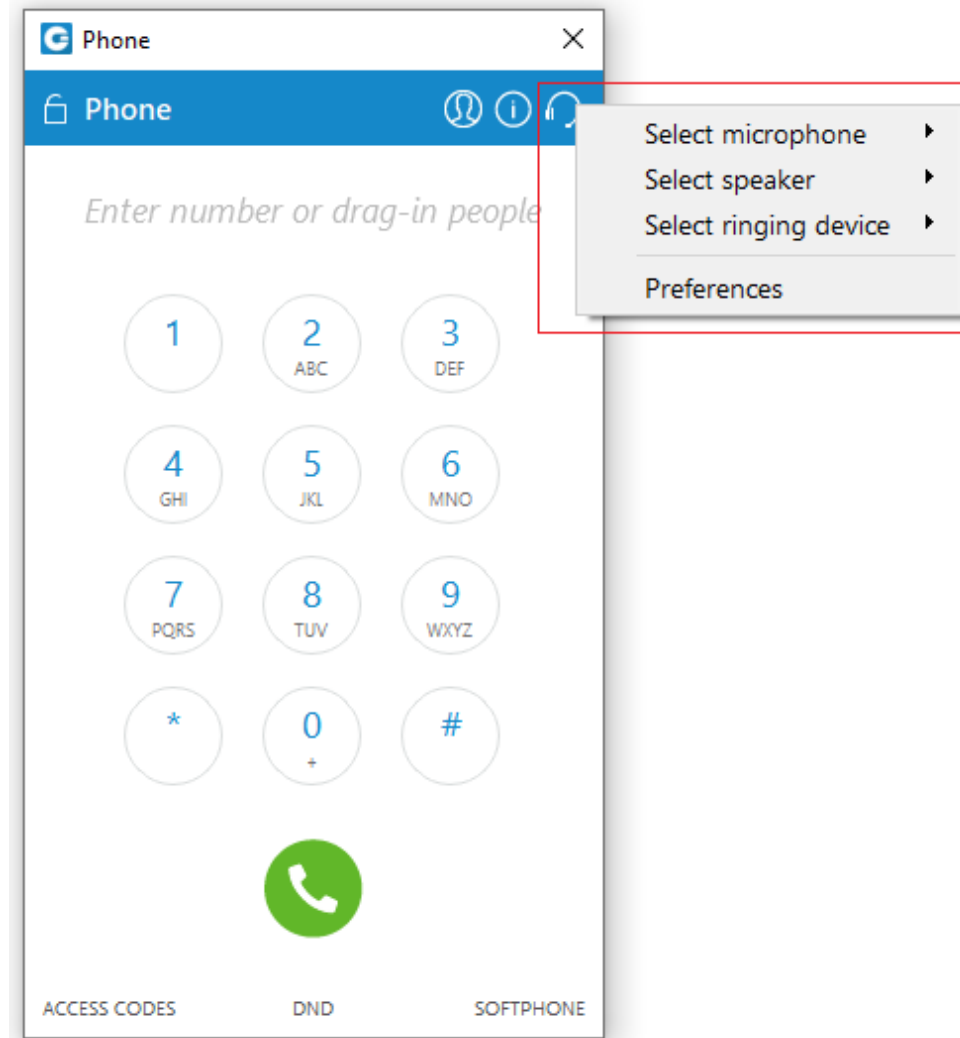 Phone
Phone
Select microphone
Select speaker
Select ringing device
Preferences
Enter number or drag-in people
1 2 3
ABC DEF
4 5 6
GHI JKL MNO
7 8 9
PQRS TUV WXYZ
* 0 #
+
ACCESS CODES DND SOFTPHONE